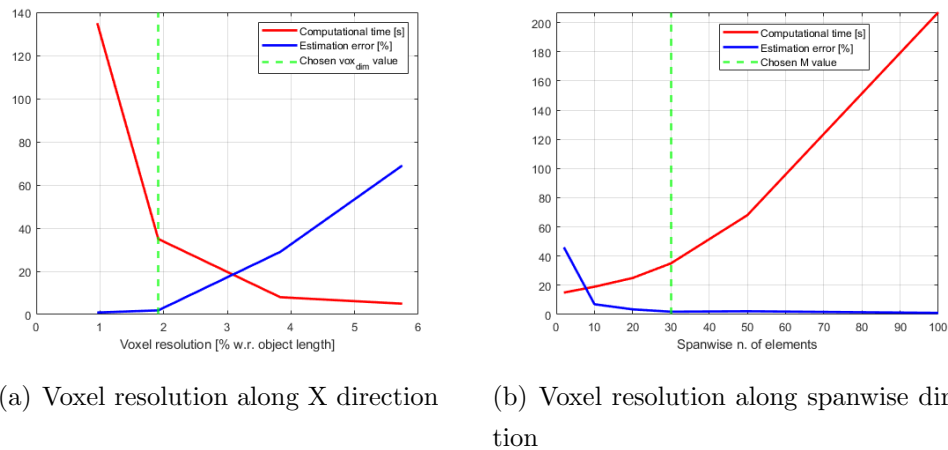 140
120
100
80
60
40
20
0
0 1 2 3 4 5 6
Voxel resolution [% w.r. object length]
Computational time [s]
Estimation error [%]
Chosen vox_dim value
(a) Voxel resolution along X direction
200
180
160
140
120
100
80
60
40
20
0
0 10 20 30 40 50 60 70 80 90 100
Spanwise n. of elements
Computational time [s]
Estimation error [%]
Chosen M value
(b) Voxel resolution along spanwise direc-
tion